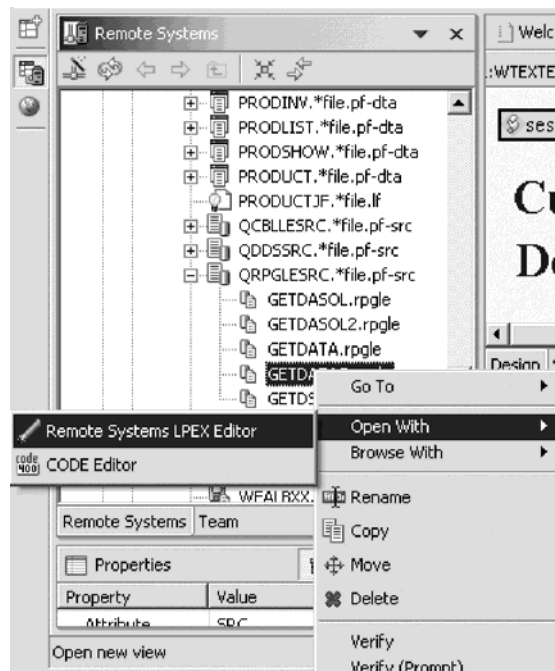 Remote Systems
Welc
:WTEXTE
PRODINV.*file.pf-dta
PRODLIST.*file.pf-dta
PRODSHOW.*file.pf-dta
PRODUCT.*file.pf-dta
PRODUCTJF.*file.lf
QCBLLESRC.*file.pf-src
QDDSSRC.*file.pf-src
QRPGLESRC.*file.pf-src
GETDASOL.rpgle
GETDASOL2.rpgle
GETDATA.rpgle
GETDA
GETDS
ses
Cu
De
Design
Go To
Open With
Browse With
Rename
Copy
Move
Delete
Verify
Verify (Prompt)
Remote Systems LPEX Editor
code 400
CODE Editor
Remote Systems
Team
Properties
Property
Value
Attribute
SRC
Open new view